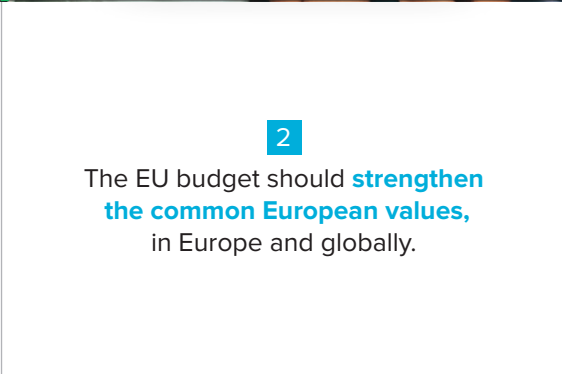 2
The EU budget should strengthen
the common European values,
in Europe and globally.